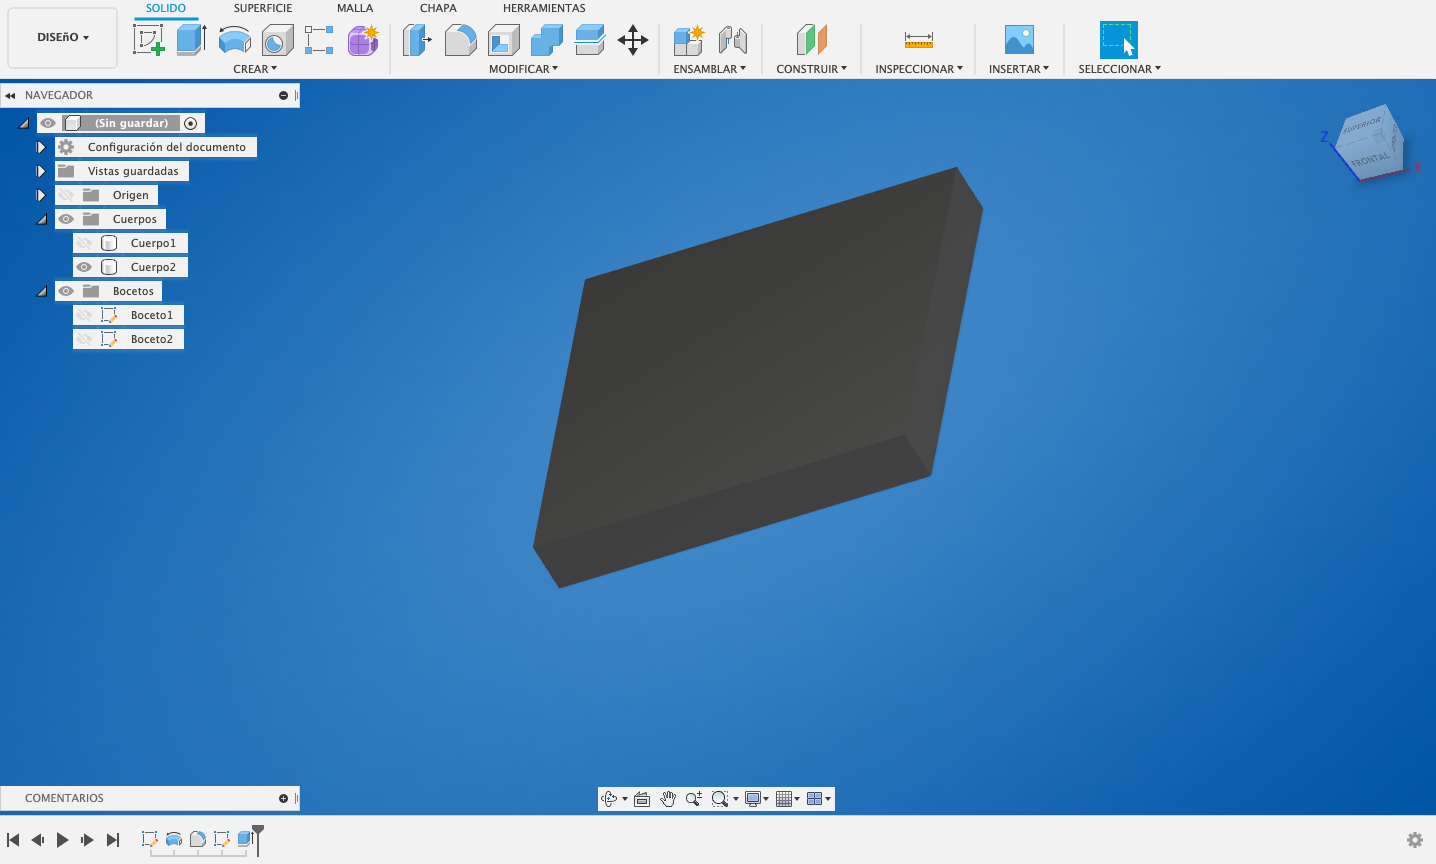 SOLIDO SUPERFICIE MALLA CHAPA HERRAMIENTAS
DISEñO
CREAR MODIFICAR ENSAMBLAR CONSTRUIR INSPECCIONAR INSERTAR SELECCIONAR
NAVEGADOR
(Sin guardar)
Configuración del documento
Vistas guardadas
Origen
Cuerpos
Cuerpo1
Cuerpo2
Bocetos
Boceto1
Boceto2
SUPERIOR
Z
FRONTAL
X
COMENTARIOS